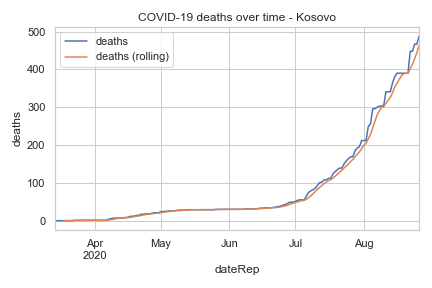 COVID-19 deaths over time - Kosovo
deaths
deaths (rolling)
500
400
300
200
100
0
deaths
Apr
2020
May
Jun
Jul
Aug
dateRep